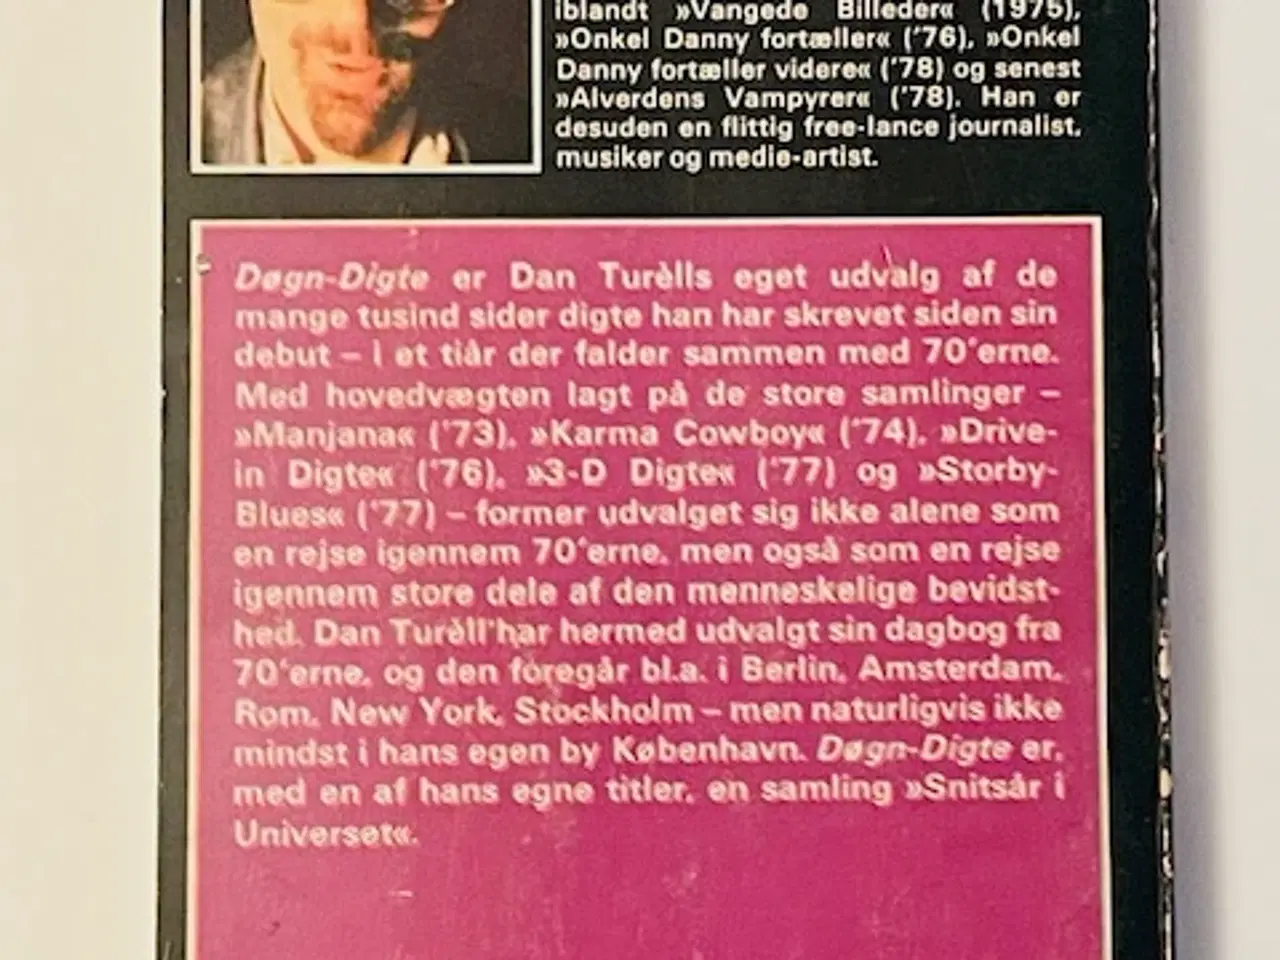 iblandt »Vangede Billeder« (1975),
»Onkel Danny fortæller« ('76), »Onkel
Danny fortæller videre« ('78) og senest
»Alverdens Vampyrer« ('78). Han er
desuden en flittig free-lance journalist,
musiker og medie-artist.
Døgn-Digte er Dan Turèlls eget udvalg af de
mange tusind sider digte han har skrevet siden sin
debut – i et tiår der falder sammen med 70'erne.
Med hovedvægten lagt på de store samlinger –
»Manjana« ('73), »Karma Cowboy« ('74), »Drive-
in Digte« ('76), »3-D Digte« ('77) og »Storby-
Blues« ('77) – former udvalget sig ikke alene som
en rejse igennem 70'erne, men også som en rejse
igennem store dele af den menneskelige bevidst-
hed. Dan Turèll har hermed udvalgt sin dagbog fra
70'erne, og den foregår bl.a. i Berlin, Amsterdam,
Rom, New York, Stockholm – men naturligvis ikke
mindst i hans egen by København. Døgn-Digte er,
med en af hans egne titler, en samling »Snitsår i
Universet«.